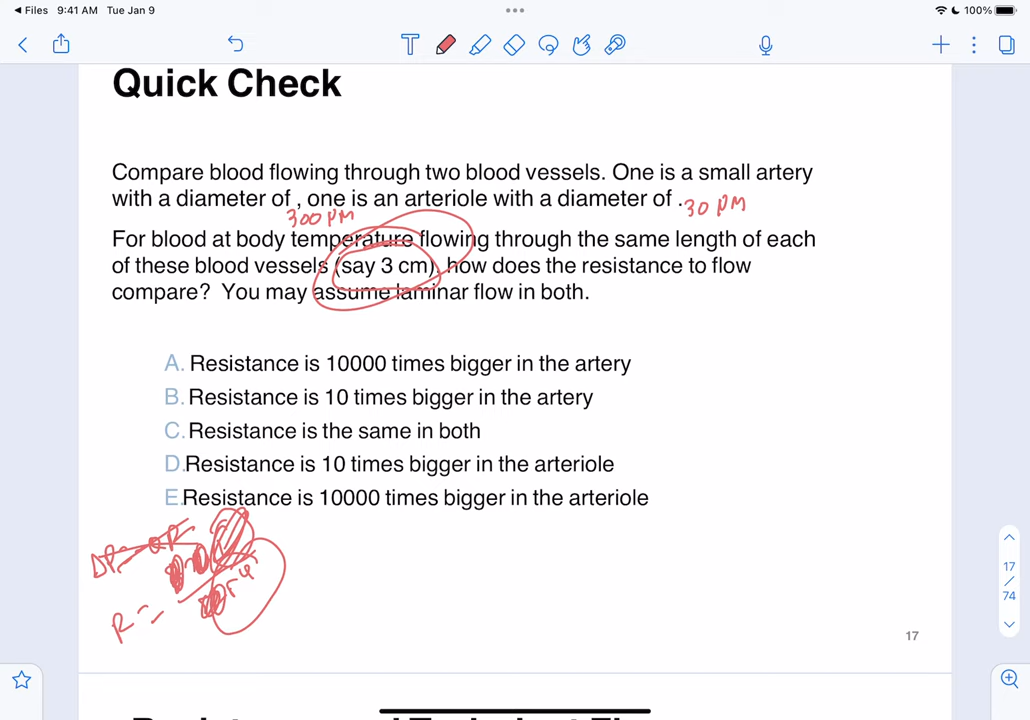 Files 9:41 AM Tue Jan 9 100%
Quick Check
Compare blood flowing through two blood vessels. One is a small artery
with a diameter of , one is an arteriole with a diameter of . 30 µM
300 µM
For blood at body temperature flowing through the same length of each
of these blood vessels (say 3 cm), how does the resistance to flow
compare? You may assume laminar flow in both.
A. Resistance is 10000 times bigger in the artery
B. Resistance is 10 times bigger in the artery
C. Resistance is the same in both
D. Resistance is 10 times bigger in the arteriole
E. Resistance is 10000 times bigger in the arteriole
ΔP = QR
r4
R =
17
/
74
17